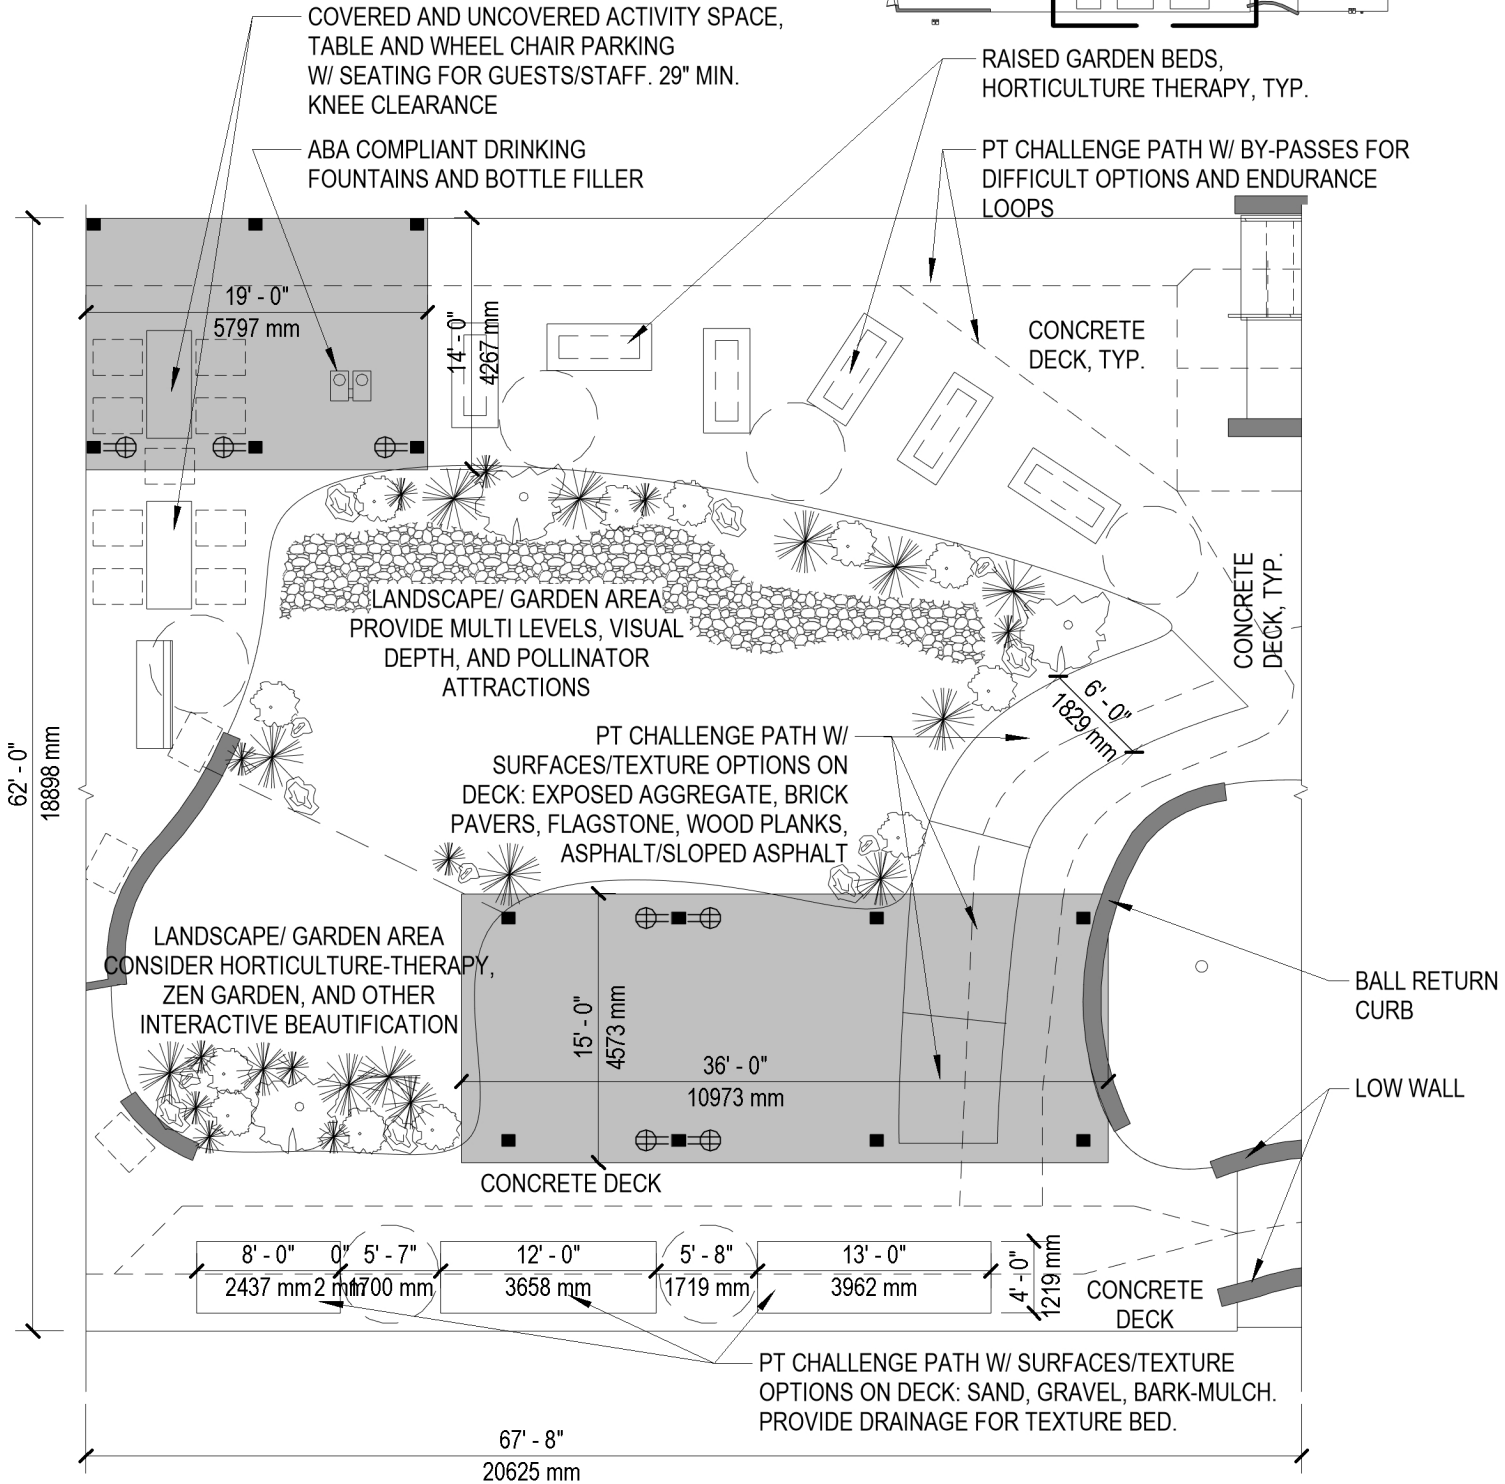 COVERED AND UNCOVERED ACTIVITY SPACE,
TABLE AND WHEEL CHAIR PARKING
W/ SEATING FOR GUESTS/STAFF. 29" MIN.
KNEE CLEARANCE
RAISED GARDEN BEDS,
HORTICULTURE THERAPY, TYP.
ABA COMPLIANT DRINKING
FOUNTAINS AND BOTTLE FILLER
PT CHALLENGE PATH W/ BY-PASSES FOR
DIFFICULT OPTIONS AND ENDURANCE
LOOPS
19' - 0"
5797 mm
14' - 0"
4267 mm
CONCRETE
DECK, TYP.
CONCRETE
DECK, TYP.
LANDSCAPE/ GARDEN AREA
PROVIDE MULTI LEVELS, VISUAL
DEPTH, AND POLLINATOR
ATTRACTIONS
6' - 0"
1829 mm
62' - 0"
18898 mm
PT CHALLENGE PATH W/
SURFACES/TEXTURE OPTIONS ON
DECK: EXPOSED AGGREGATE, BRICK
PAVERS, FLAGSTONE, WOOD PLANKS,
ASPHALT/SLOPED ASPHALT
LANDSCAPE/ GARDEN AREA
CONSIDER HORTICULTURE-THERAPY,
ZEN GARDEN, AND OTHER
INTERACTIVE BEAUTIFICATION
15' - 0"
4573 mm
36' - 0"
10973 mm
BALL RETURN
CURB
LOW WALL
CONCRETE DECK
8' - 0"
2437 mm
0"
2 mm
5' - 7"
1700 mm
12' - 0"
3658 mm
5' - 8"
1719 mm
13' - 0"
3962 mm
4' - 0"
1219 mm
CONCRETE
DECK
PT CHALLENGE PATH W/ SURFACES/TEXTURE
OPTIONS ON DECK: SAND, GRAVEL, BARK-MULCH.
PROVIDE DRAINAGE FOR TEXTURE BED.
67' - 8"
20625 mm